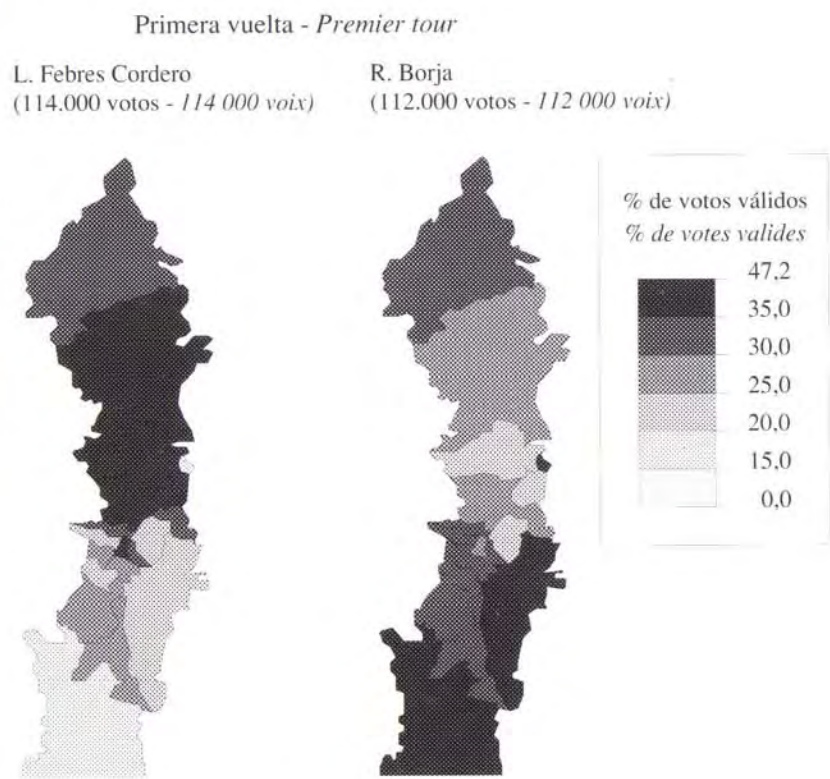 Primera vuelta - Premier tour
L. Febres Cordero
(114.000 votos - 114 000 voix)
R. Borja
(112.000 votos - 112 000 voix)
% de votos válidos
% de votes valides
47,2
35,0
30,0
25,0
20,0
15,0
0,0